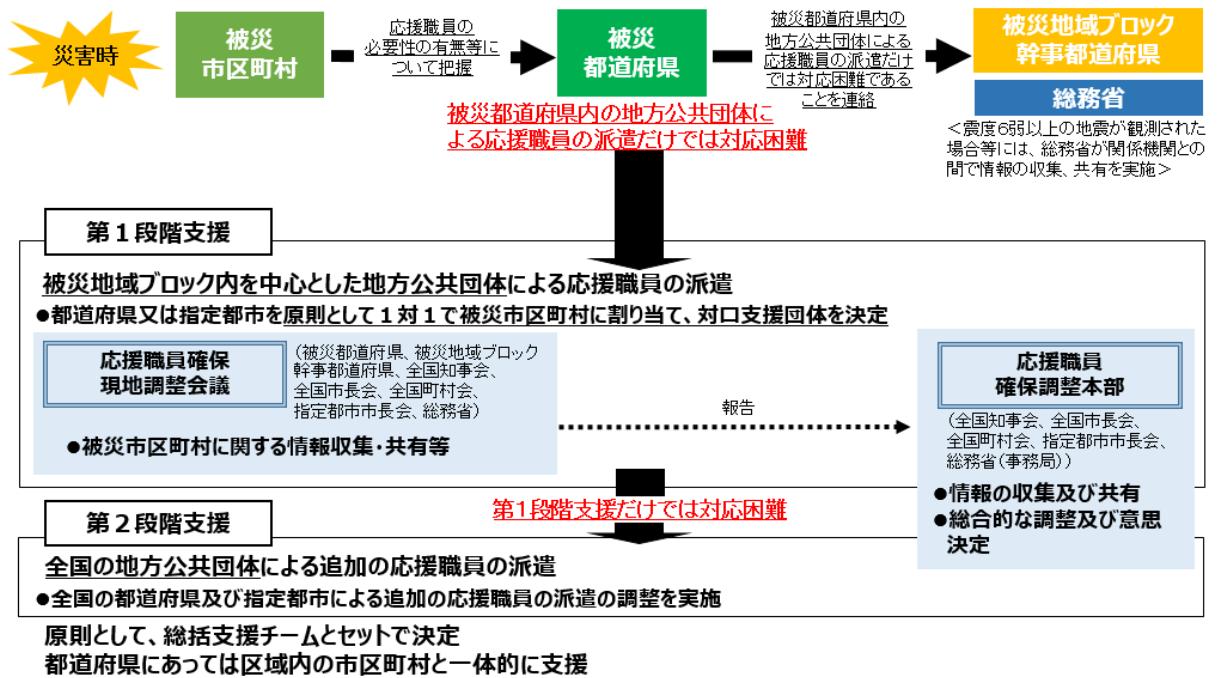 災害時
被災
市区町村
応援職員の
必要性の有無等に
ついて把握
被災
都道府県
被災都道府県内の
地方公共団体による
応援職員の派遣だけ
では対応困難である
ことを連絡
被災地域ブロック
幹事都道府県
総務省
<震度6弱以上の地震が観測された
場合等には、総務省が関係機関との
間で情報の収集、共有を実施>
被災都道府県内の地方公共団体に
よる応援職員の派遣だけでは対応困難
第1段階支援
被災地域ブロック内を中心とした地方公共団体による応援職員の派遣
●都道府県又は指定都市を原則として1対1で被災市区町村に割り当て、対口支援団体を決定
応援職員確保
現地調整会議
(被災都道府県、被災地域ブロック
幹事都道府県、全国知事会、
全国市長会、全国町村会、
指定都市市長会、総務省)
●被災市区町村に関する情報収集・共有等
報告
応援職員
確保調整本部
(全国知事会、全国市長会、
全国町村会、指定都市市長会、
総務省(事務局))
●情報の収集及び共有
●総合的な調整及び意思
決定
第1段階支援だけでは対応困難
第2段階支援
全国の地方公共団体による追加の応援職員の派遣
●全国の都道府県及び指定都市による追加の応援職員の派遣の調整を実施
原則として、総括支援チームとセットで決定
都道府県にあっては区域内の市区町村と一体的に支援